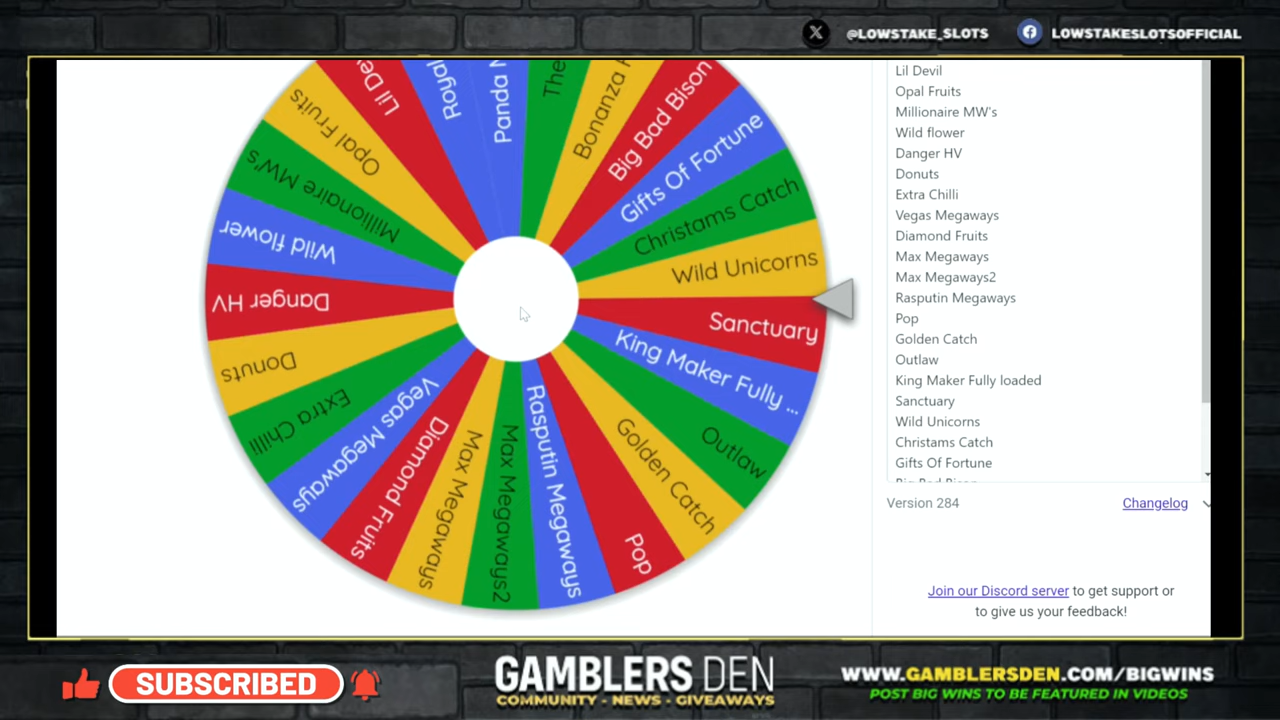 @LOWSTAKE_SLOTS
LOWSTAKESLOTSOFFICIAL
Lil De
Royal
Panda
The
Bonanza
Big Bad Bison
Gifts Of Fortune
Christams Catch
Wild Unicorns
Sanctuary
King Maker Fully ...
Outlaw
Golden Catch
Pop
Rasputin Megaways
Max Megaways2
Max Megaways
Diamond Fruits
Vegas Megaways
Extra Chilli
Donuts
Danger HV
Wild flower
Millionaire MW's
Opal Fruits
Lil Devil
Opal Fruits
Millionaire MW's
Wild flower
Danger HV
Donuts
Extra Chilli
Vegas Megaways
Diamond Fruits
Max Megaways
Max Megaways2
Rasputin Megaways
Pop
Golden Catch
Outlaw
King Maker Fully loaded
Sanctuary
Wild Unicorns
Christams Catch
Gifts Of Fortune
Version 284
Changelog
Join our Discord server to get support or
to give us your feedback!
SUBSCRIBED
GAMBLERS DEN
COMMUNITY - NEWS - GIVEAWAYS
WWW.GAMBLERSDEN.COM/BIGWINS
POST BIG WINS TO BE FEATURED IN VIDEOS